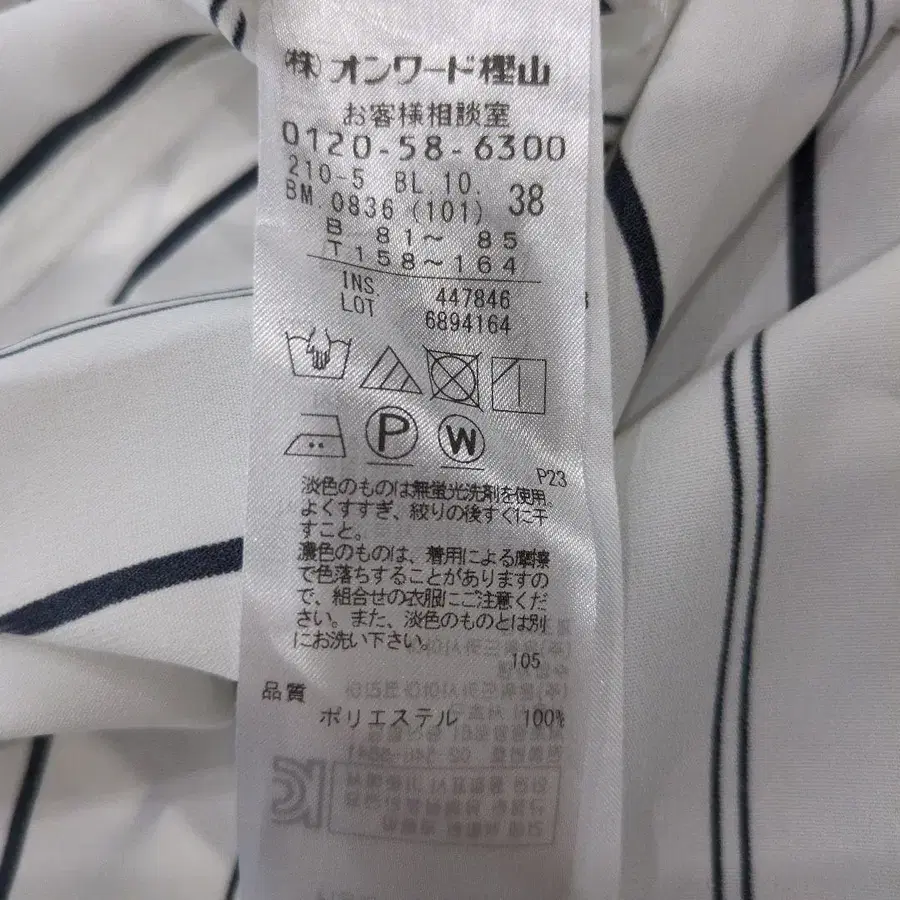 (株)オンワード樫山
お客様相談室
0120-58-6300
210-5 BL.10. 38
BM 0836 (101)
B 81~ 85
T 158~164
INS. 447846
LOT 6894164
P
W
P23
淡色のものは無蛍光洗剤を使用。
よくすすぎ、絞りの後すぐに干
すこと。
濃色のものは、着用による摩擦
で色落ちすることがありますの
で、組合せの衣服にご注意くだ
さい。また、淡色のものとは別
にお洗い下さい。
105
品質
ポリエステル 100%